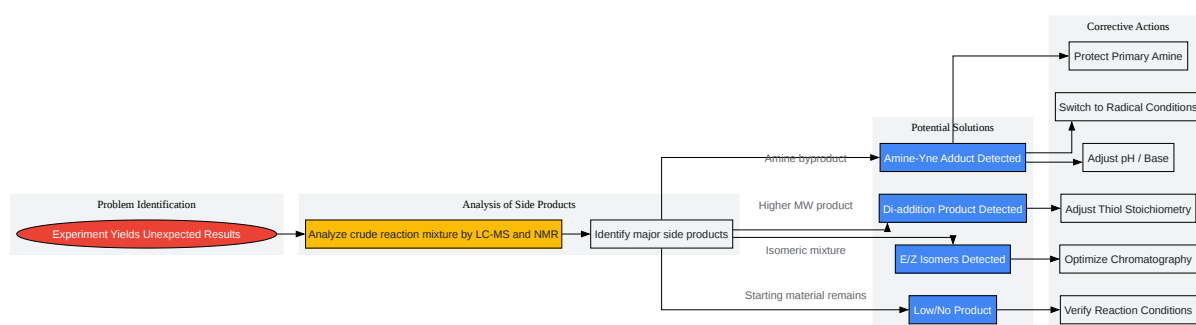 Corrective Actions
Protect Primary Amine
Switch to Radical Conditions
Potential Solutions
Amine byproduct
Amine-Yne Adduct Detected
Adjust pH / Base
Problem Identification
Analysis of Side Products
Higher MW product
Di-addition Product Detected
Adjust Thiol Stoichiometry
Experiment Yields Unexpected Results
Analyze crude reaction mixture by LC-MS and NMR
Identify major side products
Isomeric mixture
E/Z Isomers Detected
Optimize Chromatography
Starting material remains
Low/No Product
Verify Reaction Conditions